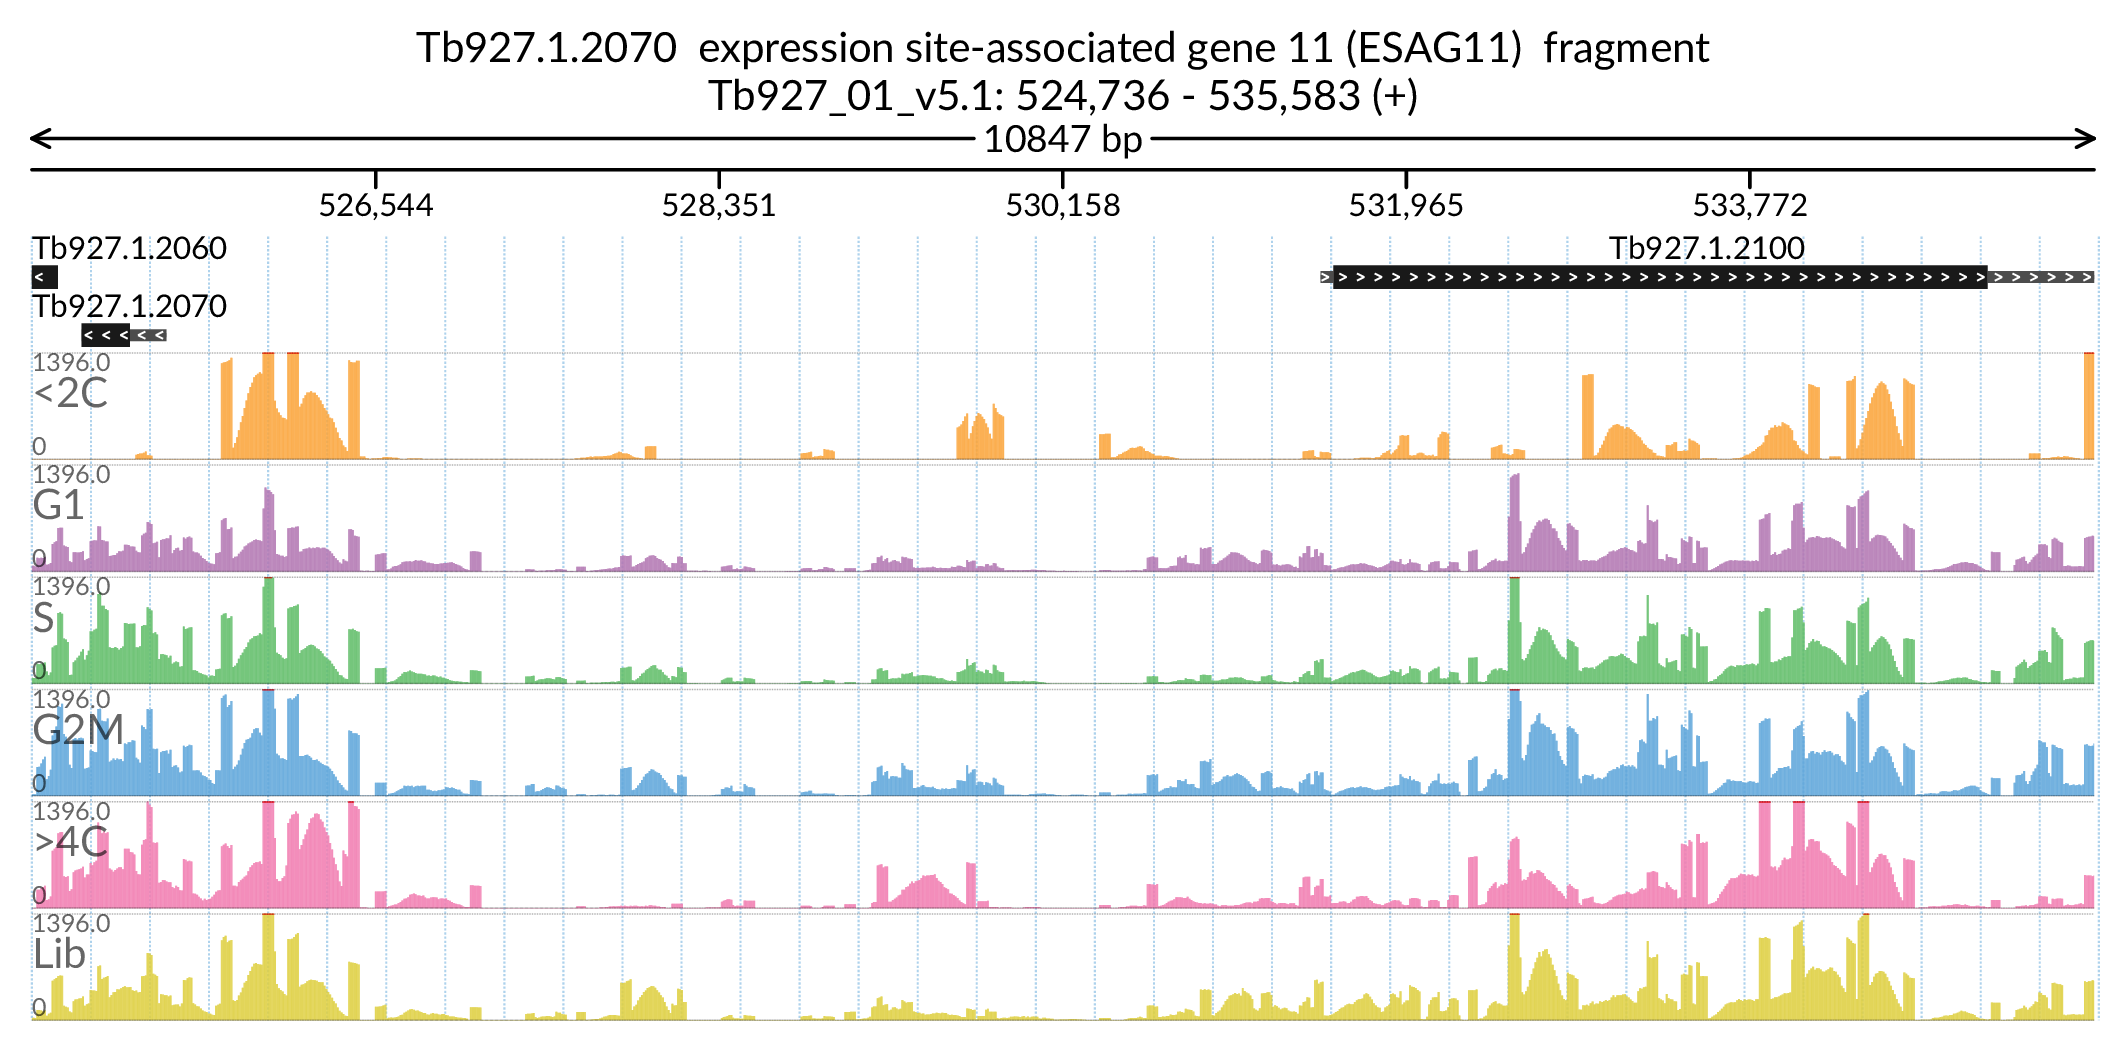 Tb927.1.2070 expression site-associated gene 11 (ESAG11) fragment
Tb927_01_v5.1: 524,736 - 535,583 (+)
10847 bp
526,544 528,351 530,158 531,965 533,772
Tb927.1.2060 Tb927.1.2100
Tb927.1.2070
1396.0
<2C
0
1396.0
G1
0
1396.0
S
0
1396.0
G2M
0
1396.0
>4C
0
1396.0
Lib
0